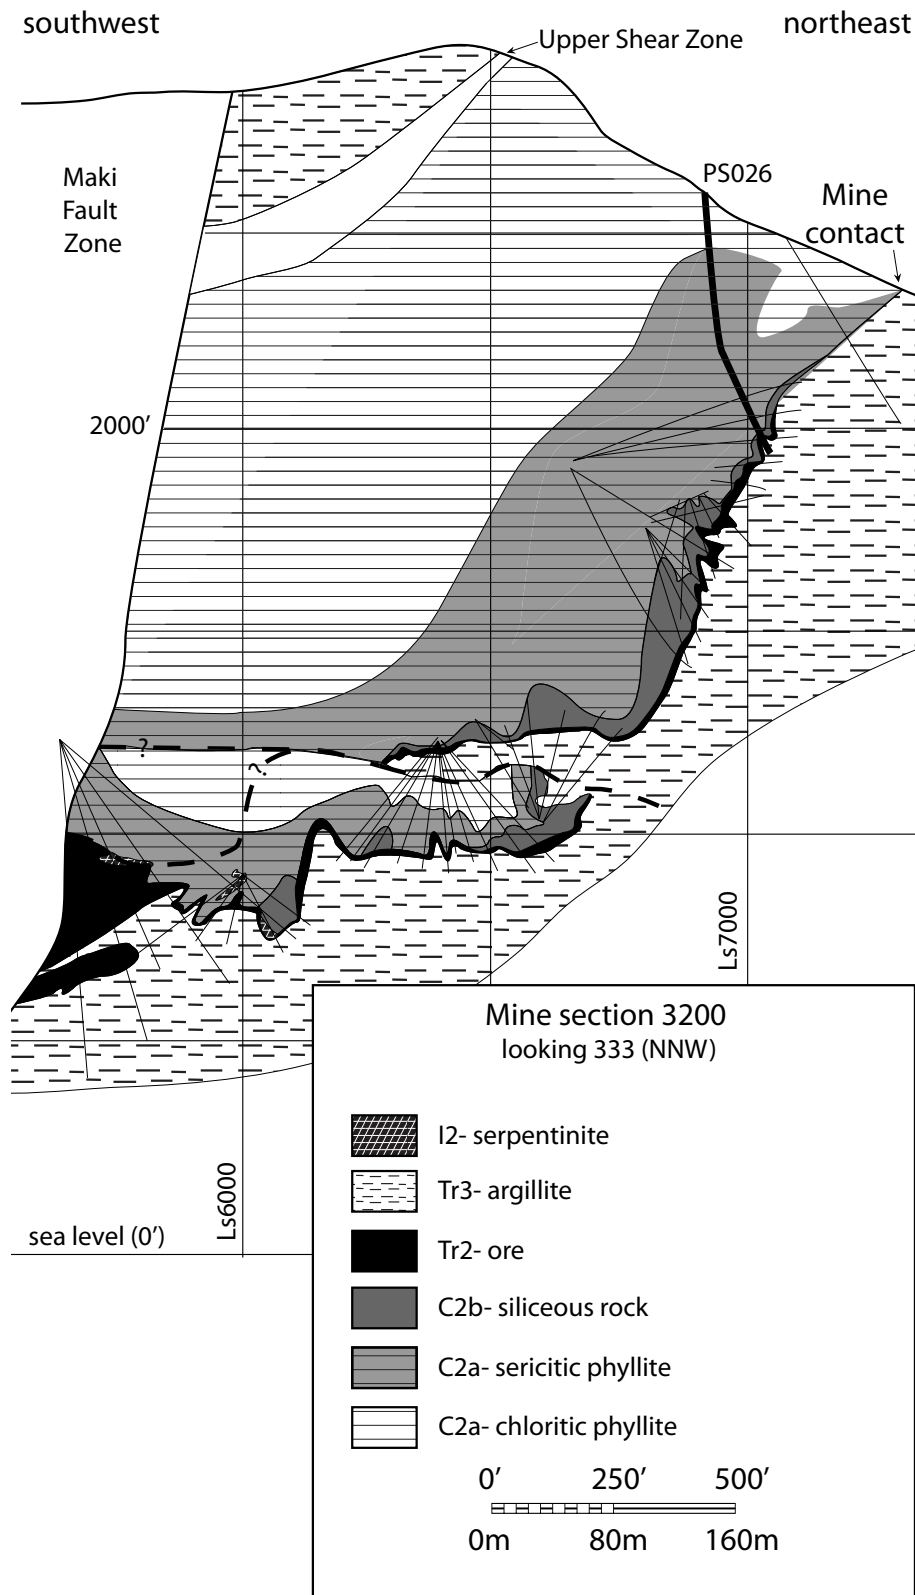 southwest
northeast
Upper Shear Zone
Maki
Fault
Zone
PS026
Mine
contact
2000’
?
?
Ls7000
Ls6000
sea level (0’)
Mine section 3200
looking 333 (NNW)
I2- serpentinite
Tr3- argillite
Tr2- ore
C2b- siliceous rock
C2a- sericitic phyllite
C2a- chloritic phyllite
0’ 250’ 500’
0m 80m 160m